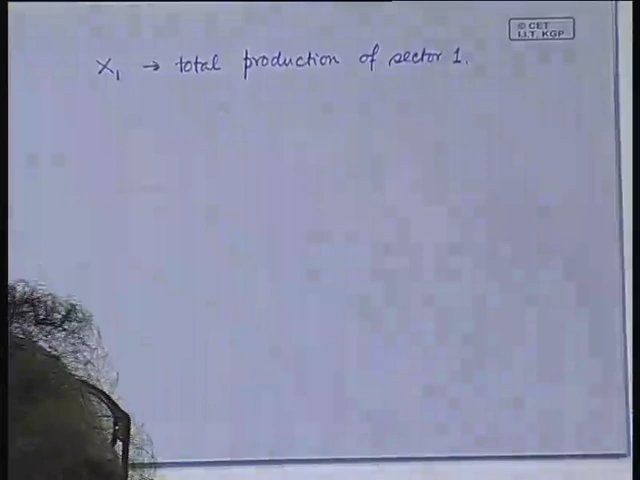 © CET
I.I.T. KGP
X₁ → total production of sector 1.